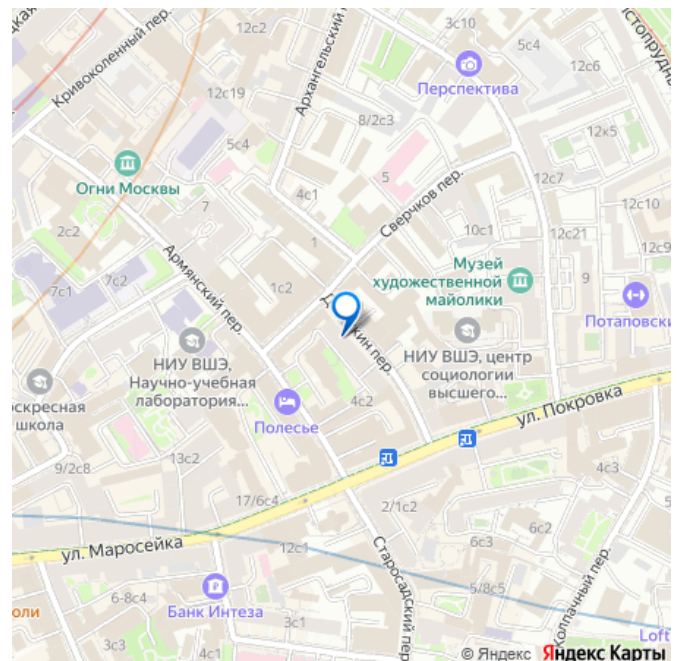 цкая
Кривоколенный пер.
12с2
Архангельский
3с10
5с4
12с6
Перспектива
12с19
5с4
8/2с3
12к5
Огни Москвы
5
12с7
4с1
7
Сверчков пер.
12с10
2с2
10с1
12с21
12с9
1
7с2
7с1
Армянский пер.
1с2
Музей
художественной
майолики
9
Потаповски
кин пер.
НИУ ВШЭ,
Научно-учебная
лаборатория...
НИУ ВШЭ, центр
социологии
высшего...
скресная
школа
Полесье
4с2
ул. Покровка
9/2с8
13с2
4с3
17/6с4
2/1с2
6с2
6с3
ул. Маросейка
12с1
Старосадский пер.
Колпачный пер.
6-8с4
5/8с5
Банк Интеза
оли
3с1
4с1
3с3
Loft
© Яндекс Яндекс Карты